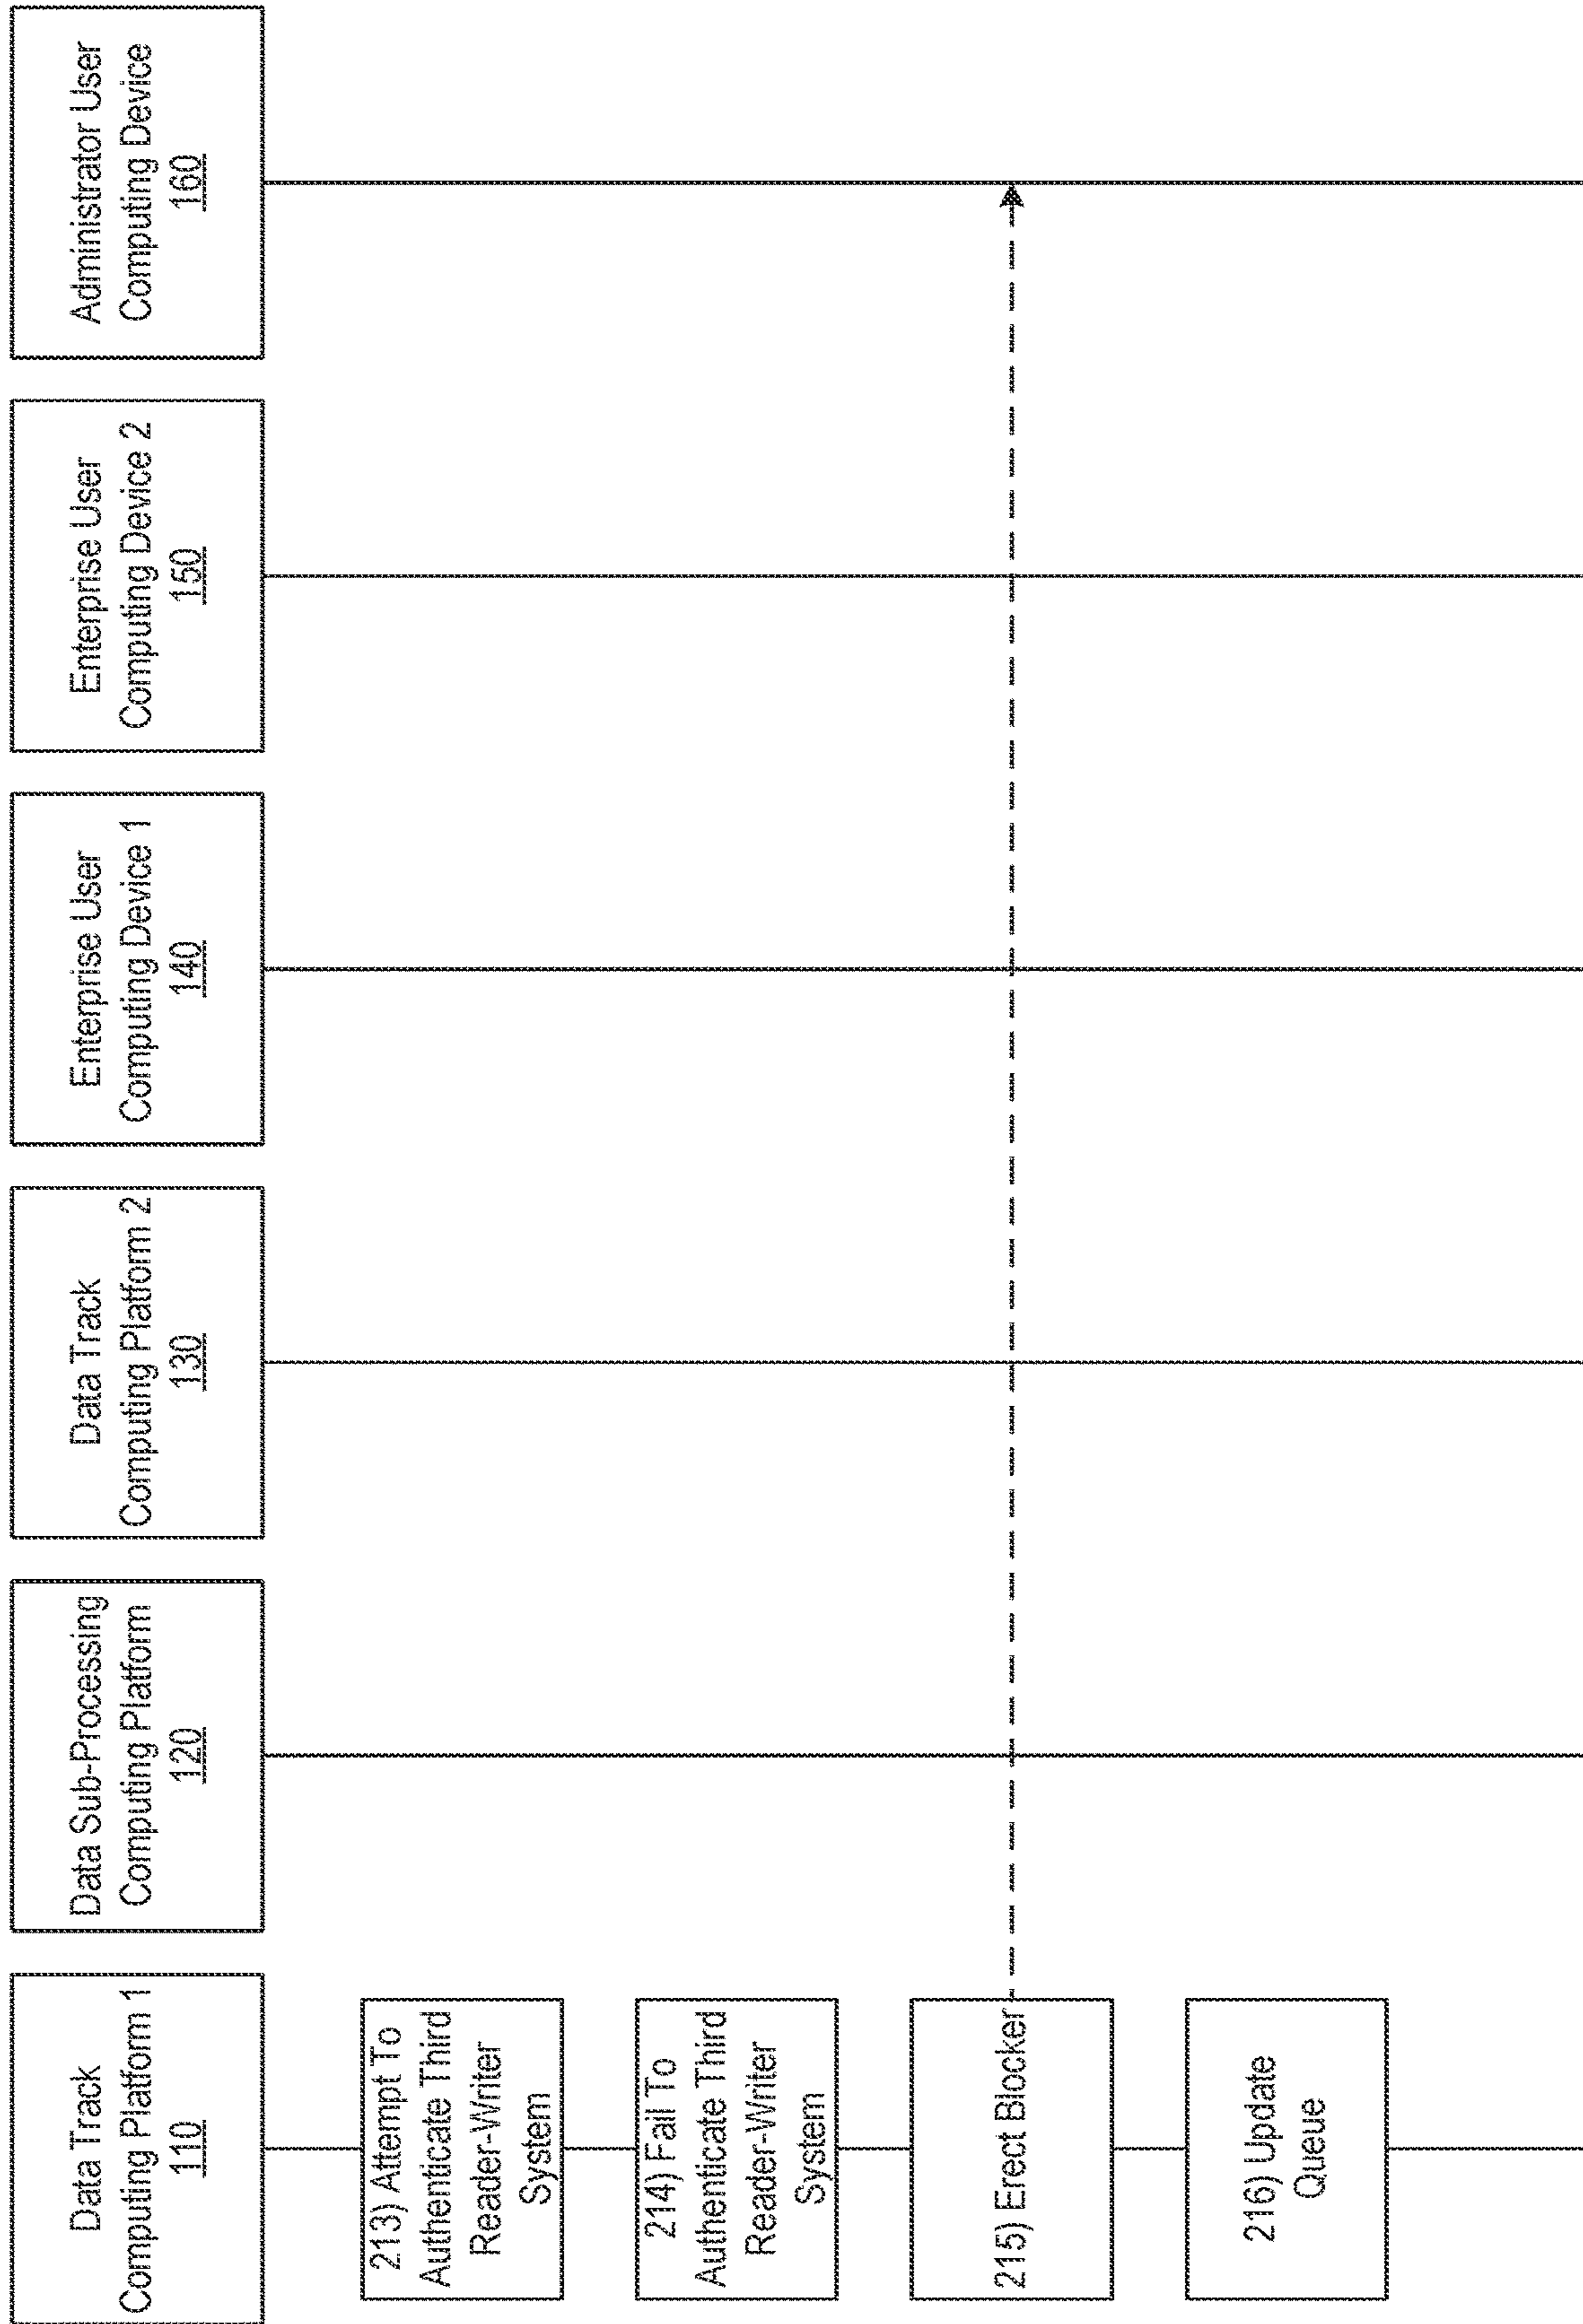 Data Track
Computing Platform 1
110
Data Sub-Processing
Computing Platform
120
Data Track
Computing Platform 2
130
Enterprise User
Computing Device 1
140
Enterprise User
Computing Device 2
150
Administrator User
Computing Device
160
213) Attempt To
Authenticate Third
Reader-Writer
System
214) Fail To
Authenticate Third
Reader-Writer
System
215) Erect Blocker
216) Update
Queue